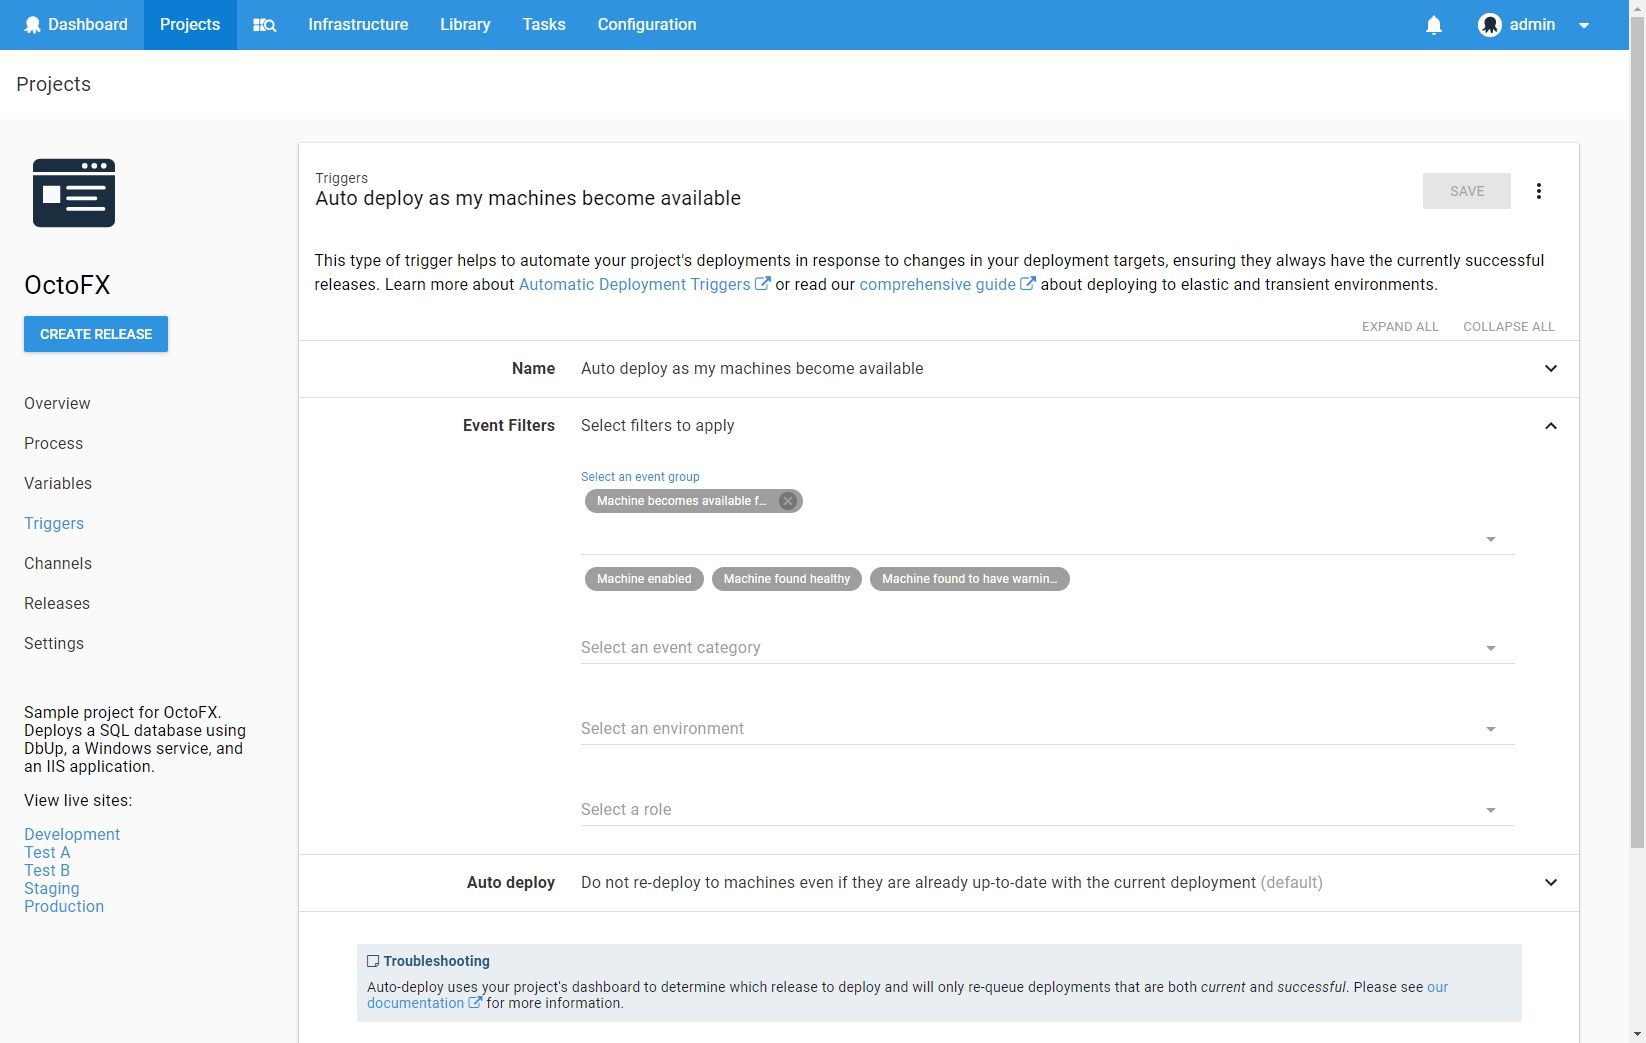 Dashboard Projects Infrastructure Library Tasks Configuration admin
Projects
OctoFX
CREATE RELEASE
Overview
Process
Variables
Triggers
Channels
Releases
Settings
Sample project for OctoFX.
Deploys a SQL database using
DbUp, a Windows service, and
an IIS application.
View live sites:
Development
Test A
Test B
Staging
Production
Triggers
Auto deploy as my machines become available
SAVE
This type of trigger helps to automate your project's deployments in response to changes in your deployment targets, ensuring they always have the currently successful
releases. Learn more about Automatic Deployment Triggers or read our comprehensive guide about deploying to elastic and transient environments.
EXPAND ALL COLLAPSE ALL
Name Auto deploy as my machines become available
Event Filters Select filters to apply
Select an event group
Machine becomes available f...
Machine enabled Machine found healthy Machine found to have warnin...
Select an event category
Select an environment
Select a role
Auto deploy Do not re-deploy to machines even if they are already up-to-date with the current deployment (default)
Troubleshooting
Auto-deploy uses your project's dashboard to determine which release to deploy and will only re-queue deployments that are both current and successful. Please see our
documentation for more information.